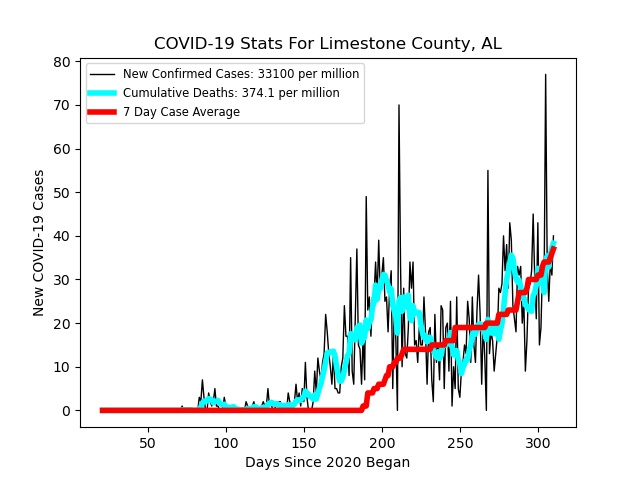 COVID-19 Stats For Limestone County, AL
New Confirmed Cases: 33100 per million
Cumulative Deaths: 374.1 per million
7 Day Case Average
80
70
60
50
40
30
20
10
0
New COVID-19 Cases
50 100 150 200 250 300
Days Since 2020 Began